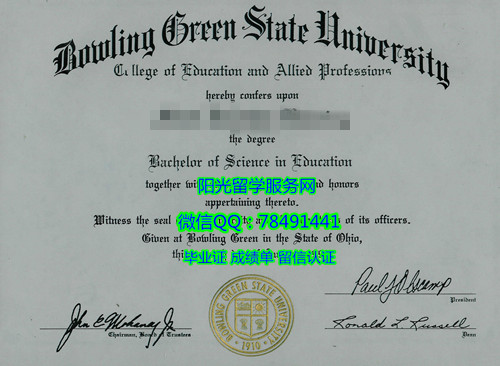 Bowling Green State University
College of Education and Allied Professions
hereby confers upon
the degree
Bachelor of Science in Education
together 阳光留学服务网 and honors
appertaining thereto.
Witness the seal 微信QQ：78491441 of its officers.
Given at Bowling Green in the State of Ohio,
毕业证 成绩单 留信认证
BOWLING GREEN STATE UNIVERSITY
1910
President
Chairman, Board of Trustees
Ronald L Russell
Dean